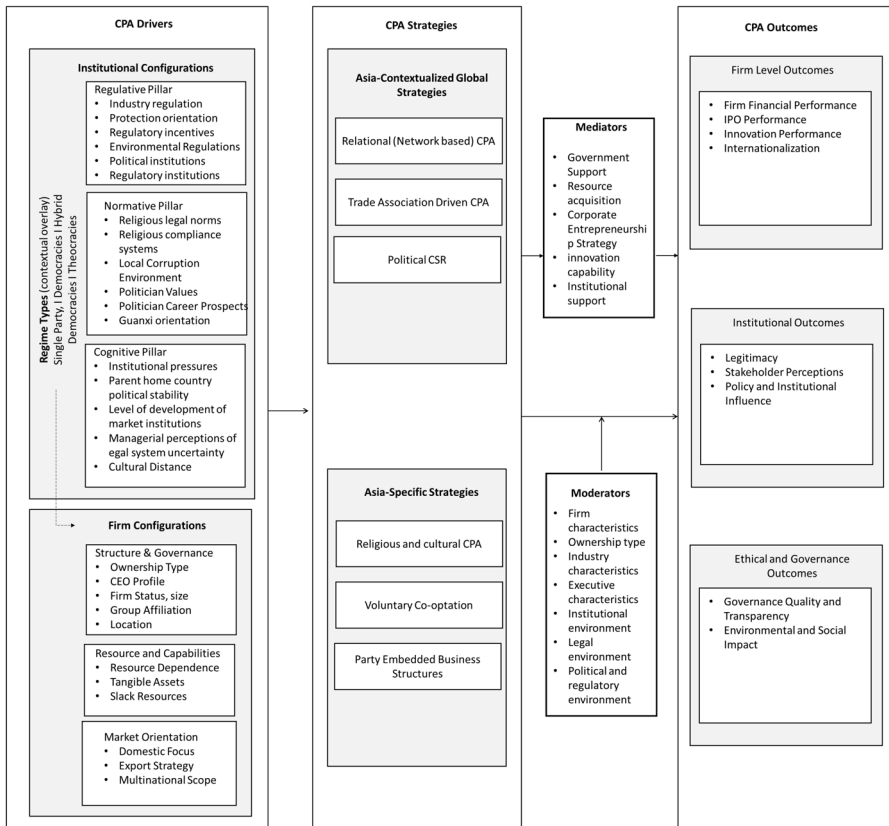 CPA Drivers
Institutional Configurations
Regulative Pillar
• Industry regulation
• Protection orientation
• Regulatory incentives
• Environmental Regulations
• Political institutions
• Regulatory institutions
Normative Pillar
• Religious legal norms
• Religious compliance
systems
• Local Corruption
Environment
• Politician Values
• Politician Career Prospects
• Guanxi orientation
Cognitive Pillar
• Institutional pressures
• Parent home country
political stability
• Level of development of
market institutions
• Managerial perceptions of
egal system uncertainty
• Cultural Distance
Regime Types (contextual overlay)
Single Party, I Democracies I Hybrid
Democracies I Theocracies
Firm Configurations
Structure & Governance
• Ownership Type
• CEO Profile
• Firm Status, size
• Group Affiliation
• Location
Resource and Capabilities
• Resource Dependence
• Tangible Assets
• Slack Resources
Market Orientation
• Domestic Focus
• Export Strategy
• Multinational Scope
CPA Strategies
Asia-Contextualized Global
Strategies
Relational (Network based) CPA
Trade Association Driven CPA
Political CSR
Asia-Specific Strategies
Religious and cultural CPA
Voluntary Co-optation
Party Embedded Business
Structures
Mediators
• Government
Support
• Resource
acquisition
• Corporate
Entrepreneurshi
p Strategy
• innovation
capability
• Institutional
support
Moderators
• Firm
characteristics
• Ownership type
• Industry
characteristics
• Executive
characteristics
• Institutional
environment
• Legal
environment
• Political and
regulatory
environment
CPA Outcomes
Firm Level Outcomes
• Firm Financial Performance
• IPO Performance
• Innovation Performance
• Internationalization
Institutional Outcomes
• Legitimacy
• Stakeholder Perceptions
• Policy and Institutional
Influence
Ethical and Governance
Outcomes
• Governance Quality and
Transparency
• Environmental and Social
Impact